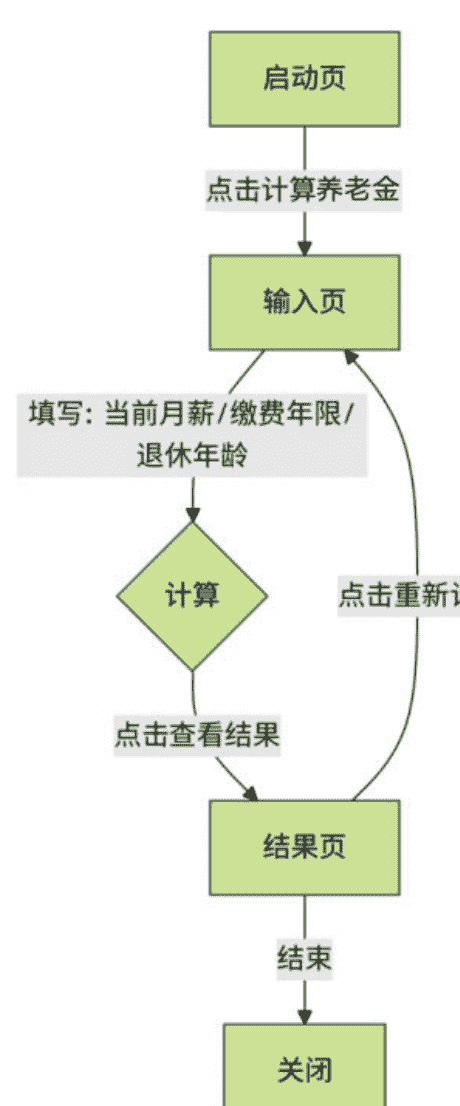 启动页
点击计算养老金
输入页
填写: 当前月薪/缴费年限/
退休年龄
计算
点击重新
点击查看结果
结果页
结束
关闭